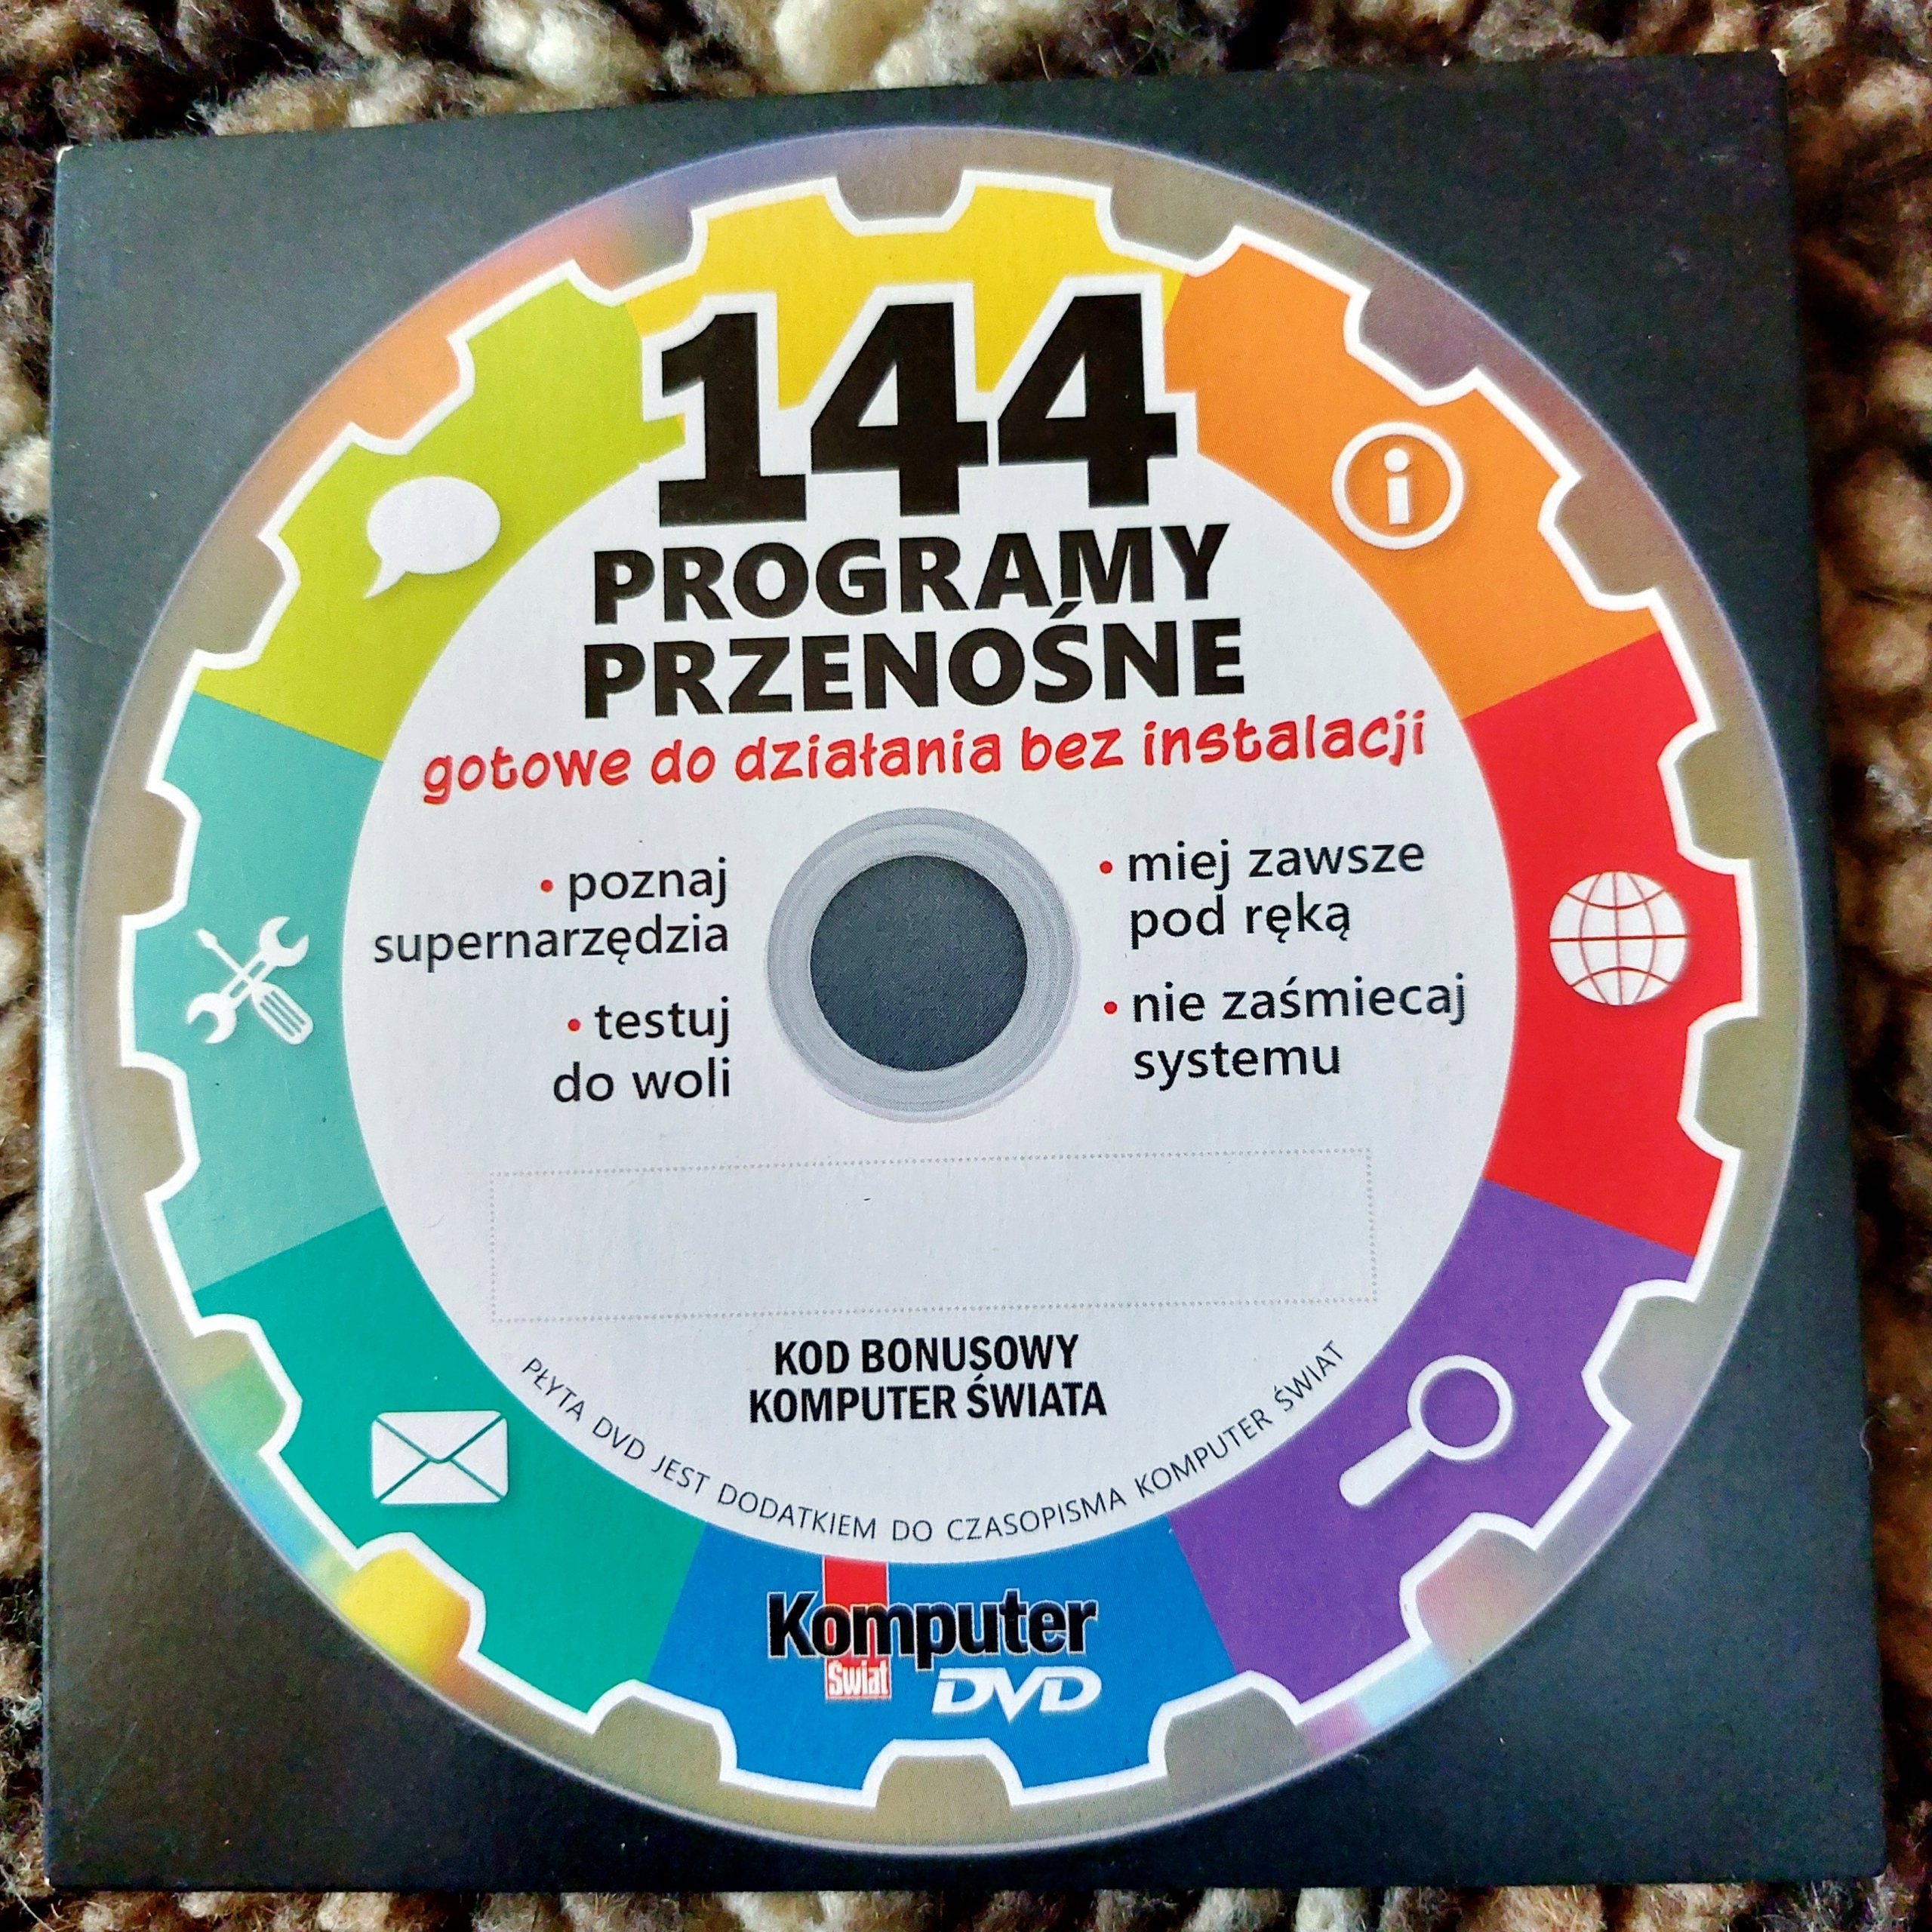 144
PROGRAMY
PRZENOŚNE
gotowe do działania bez instalacji
• poznaj
supernarzędzia
• testuj
do woli
• miej zawsze
pod ręką
• nie zaśmiecaj
systemu
KOD BONUSOWY
KOMPUTER ŚWIATA
PŁYTA DVD JEST DODATKIEM DO CZASOPISMA KOMPUTER ŚWIAT
Komputer
Świat
DVD